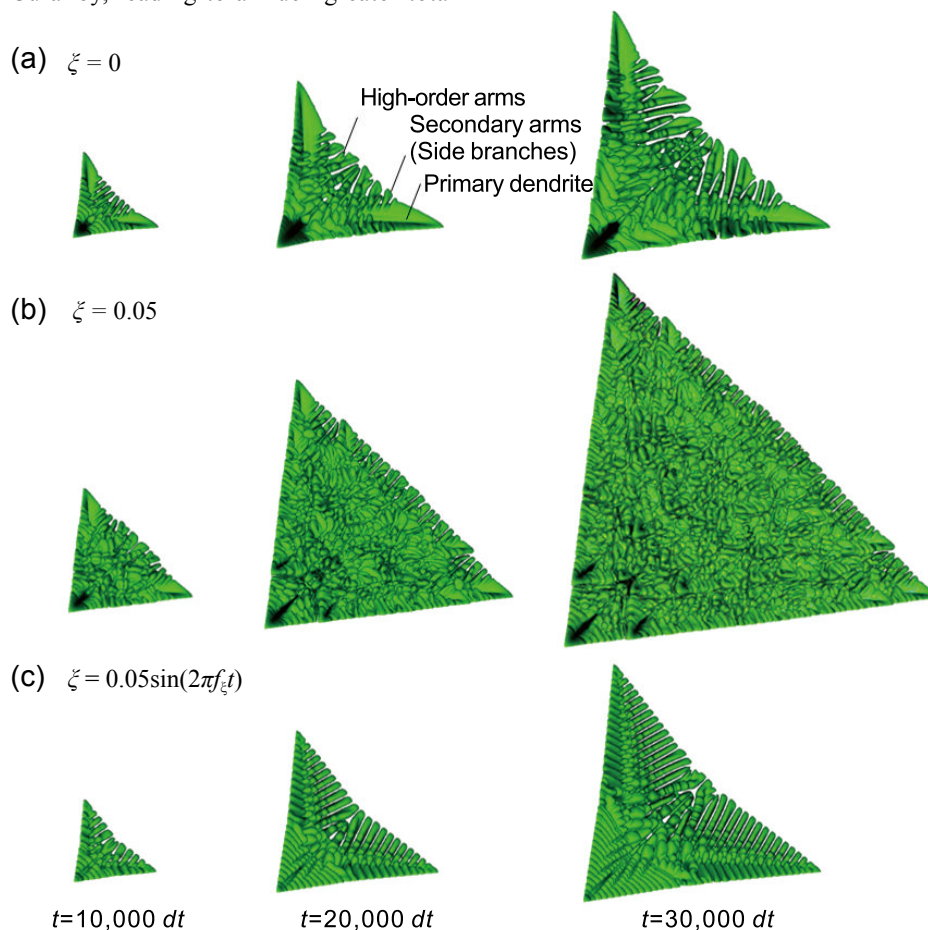 (a) ξ = 0
High-order arms
Secondary arms
(Side branches)
Primary dendrite
(b) ξ = 0.05
(c) ξ = 0.05sin(2πfξt)
t=10,000 dt
t=20,000 dt
t=30,000 dt